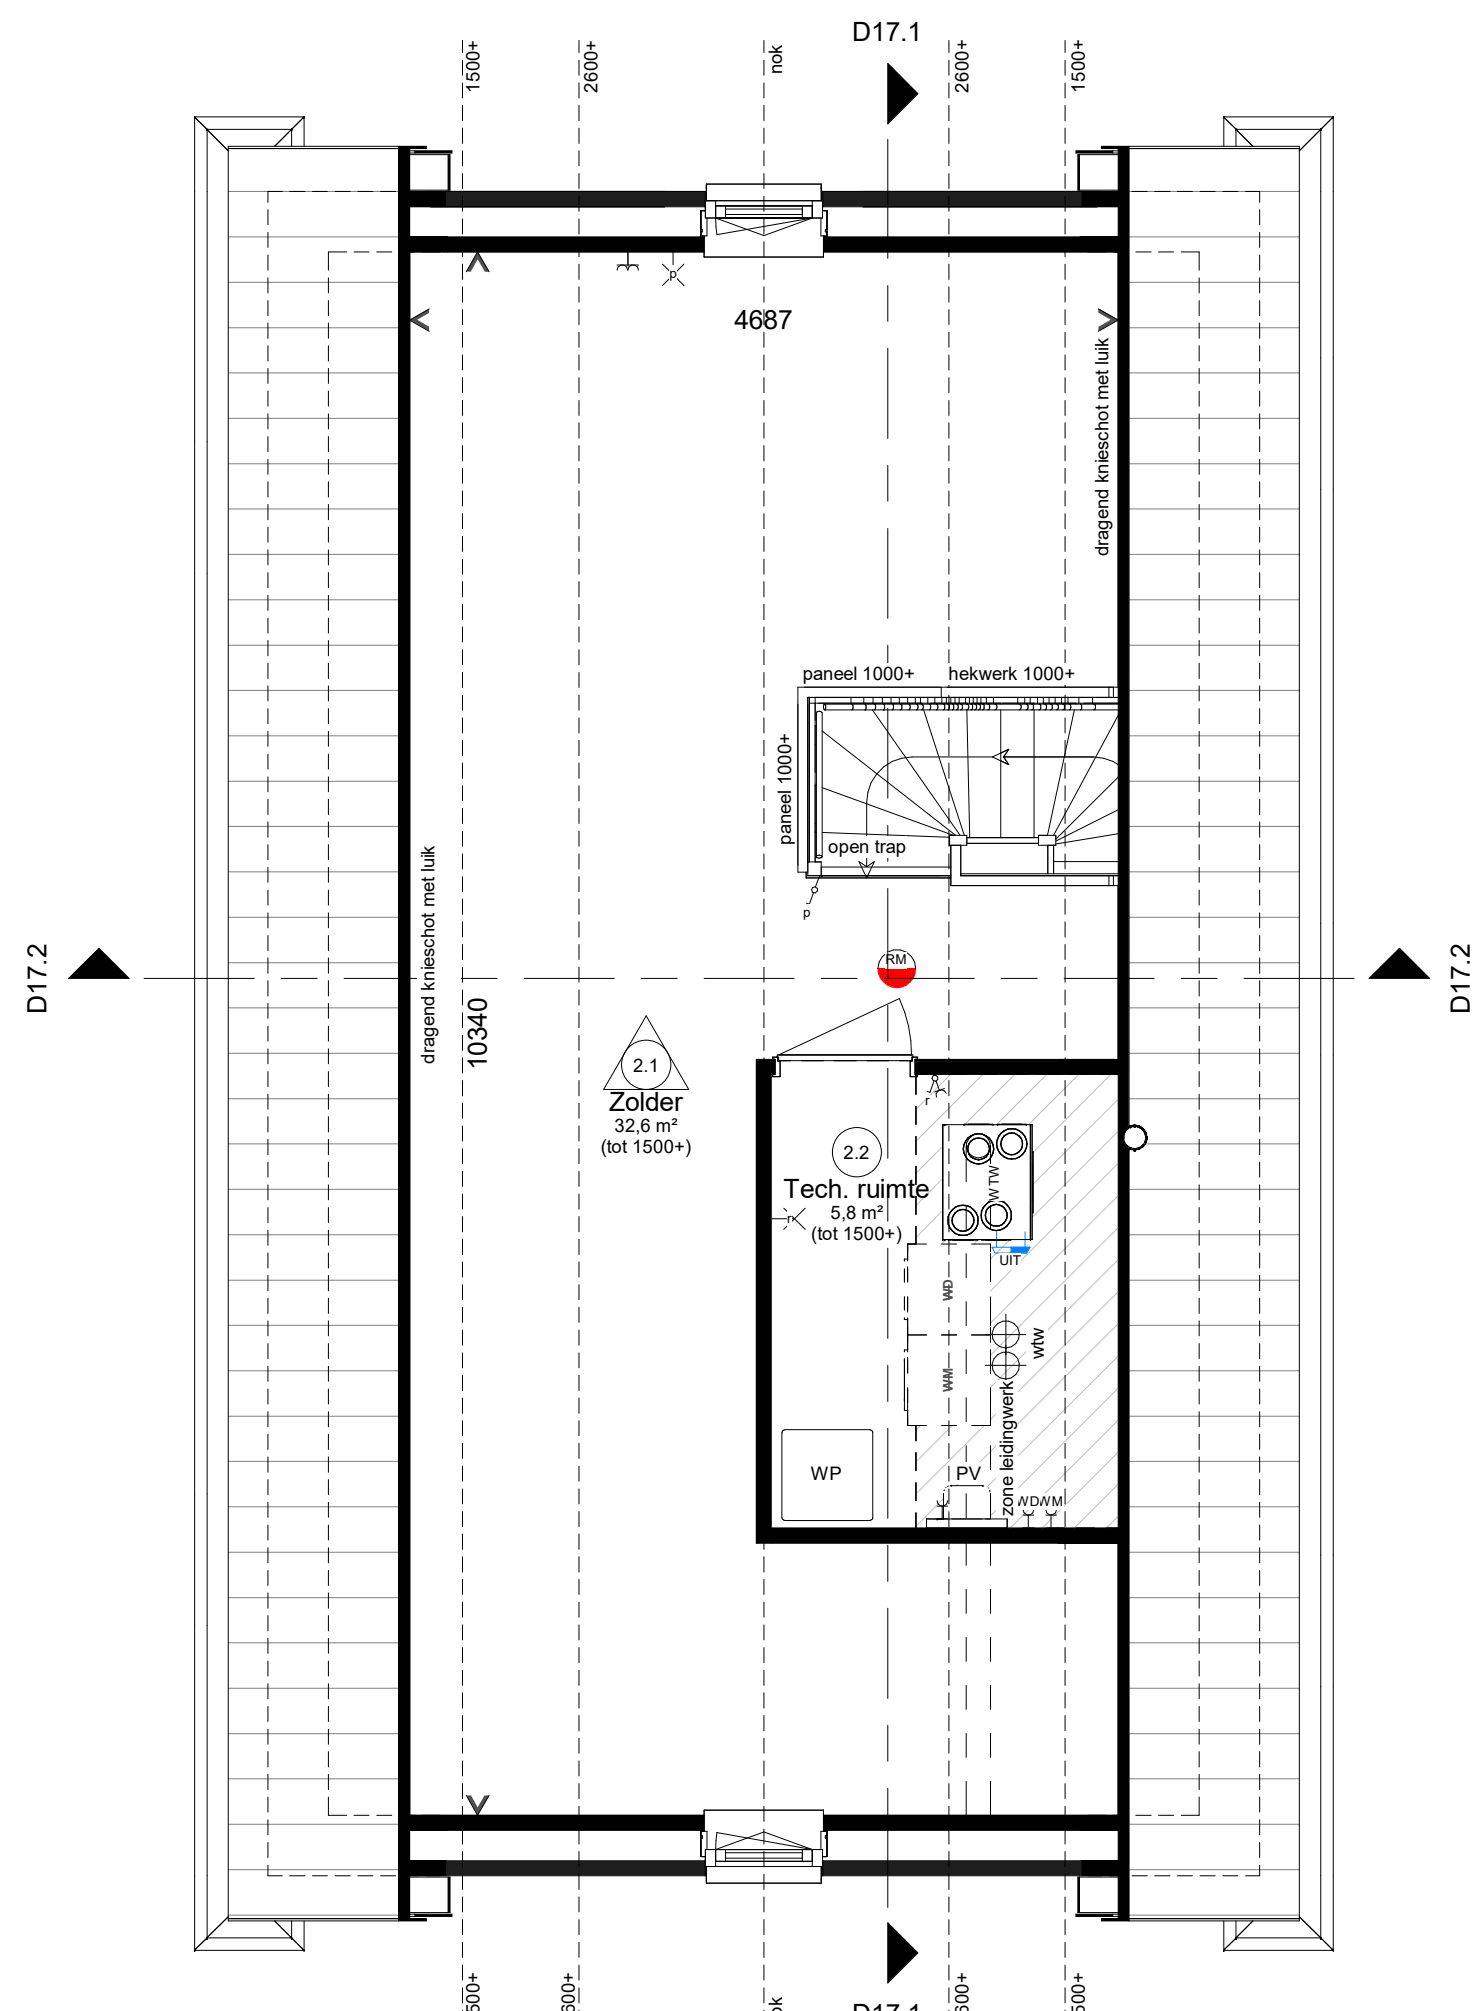 D17.1
1500+
2600+
nok
2600+
1500+
p
4687
dragend knieschot met luik
paneel 1000+
hekwerk 1000+
paneel 1000+
open trap
p
dragend knieschot met luik
D17.2
D17.2
RM
10340
2.1
Zolder
32,6 m²
(tot 1500+)
r
2.2
Tech. ruimte
5,8 m²
(tot 1500+)
r
WTW
UIT
WD
wtw
WM
zone leidingwerk
WP
PV
WD
WM
D17.1